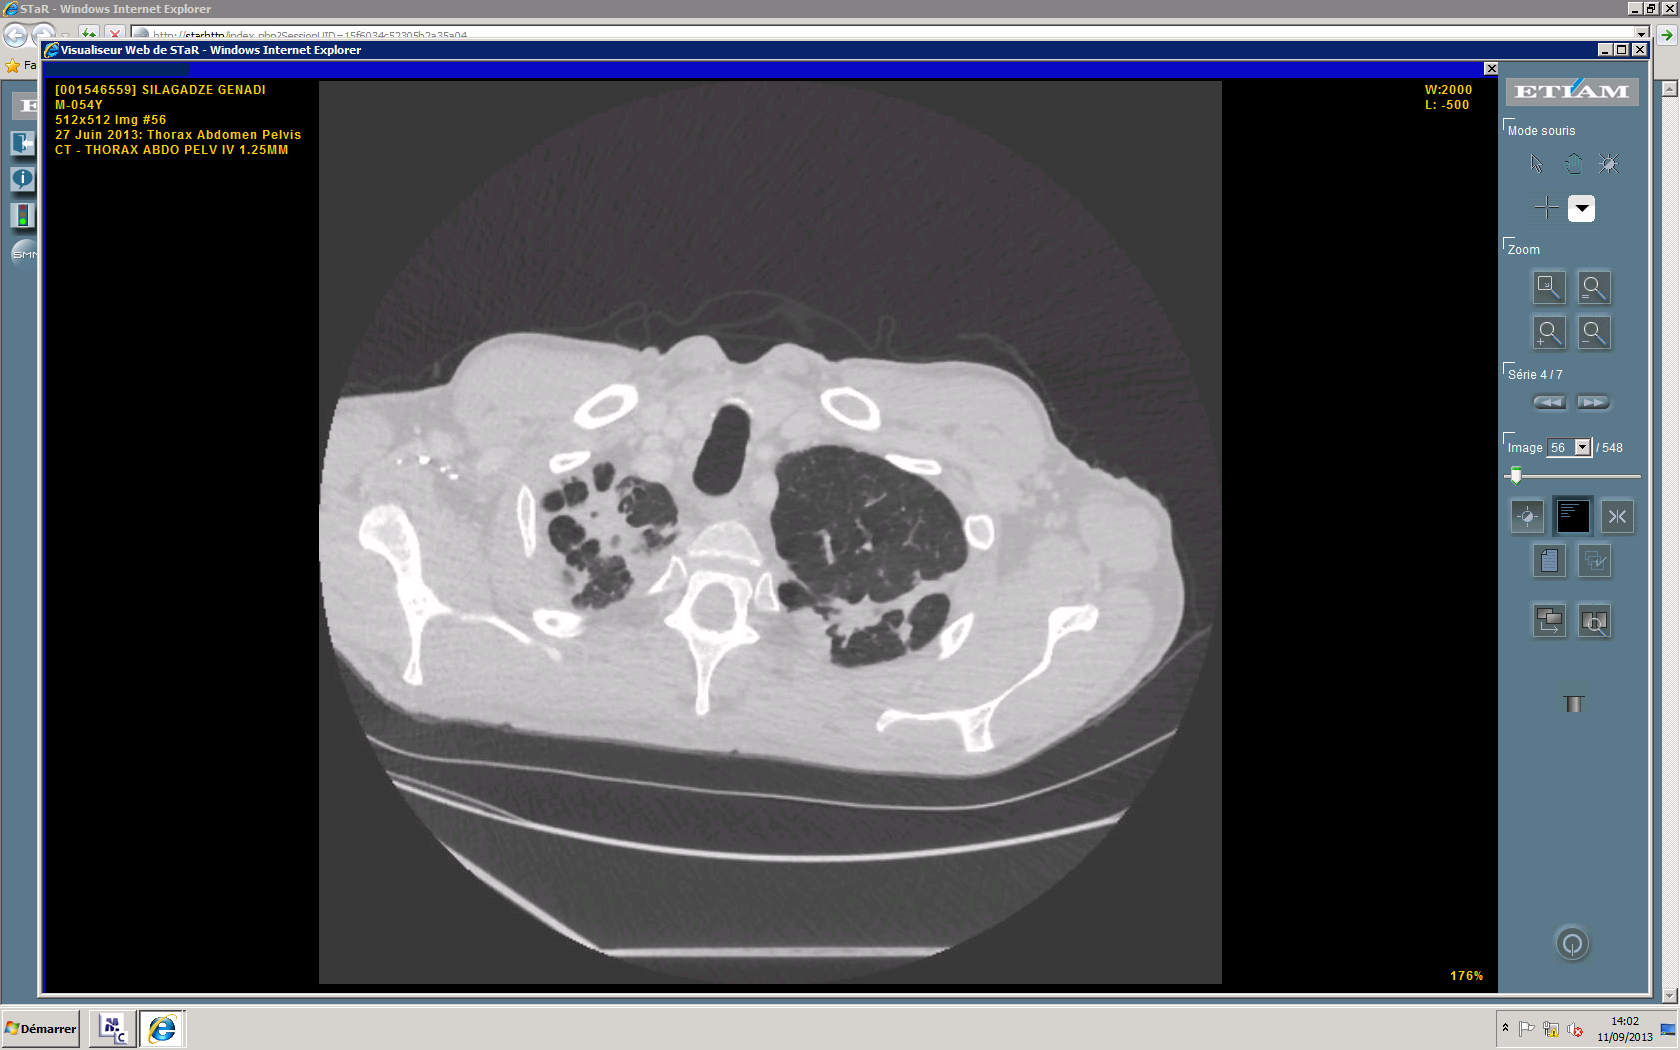 STaR - Windows Internet Explorer
Visualiseur Web de STaR - Windows Internet Explorer
Fa
[001546559] SILAGADZE GENADI
M-054Y
512x512 Img #56
27 Juin 2013: Thorax Abdomen Pelvis
CT - THORAX ABDO PELV IV 1.25MM
W:2000
L: -500
ETIAM
Mode souris
Zoom
Série 4 / 7
Image 56 / 548
176%
Démarrer
14:02
11/09/2013